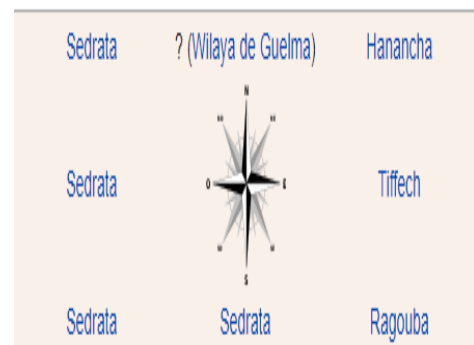 Sedrata ? (Wilaya de Guelma) Hanancha
N
O E
Sedrata Tiffech
S
Sedrata Sedrata Ragouba